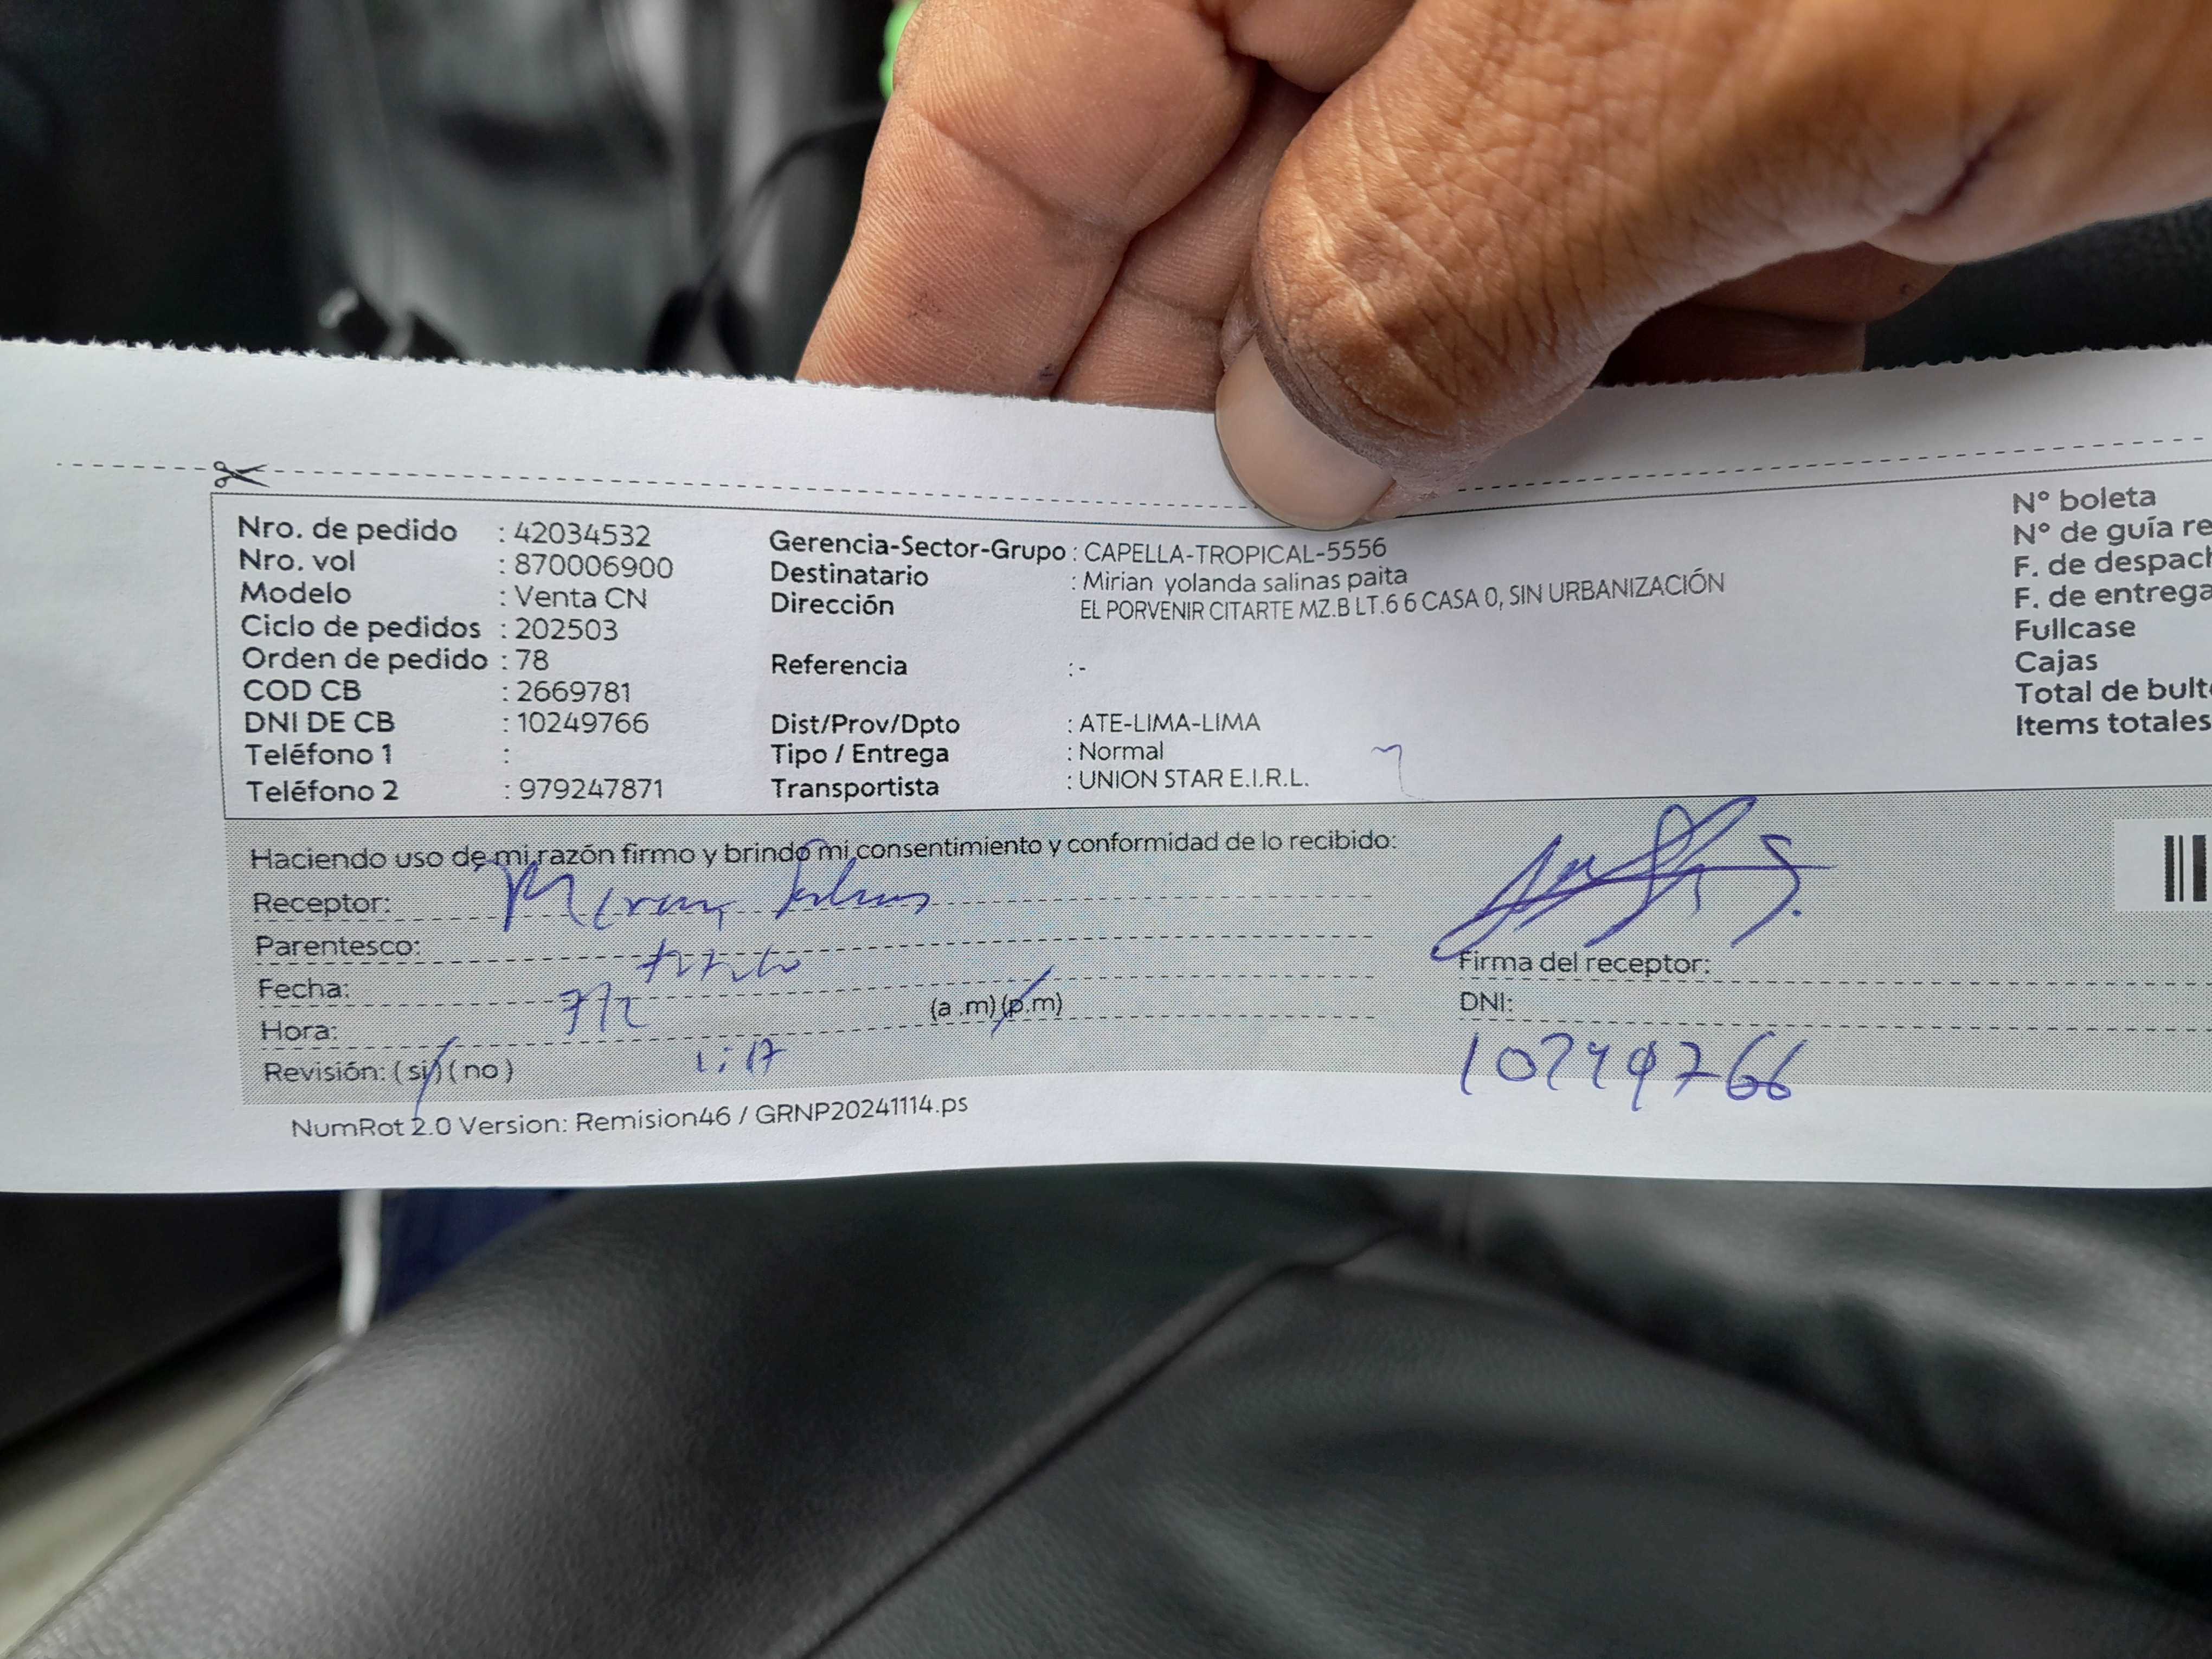 Nro. de pedido : 42034532
Nro. vol : 870006900
Modelo : Venta CN
Ciclo de pedidos : 202503
Orden de pedido : 78
COD CB : 2669781
DNI DE CB : 10249766
Teléfono 1 :
Teléfono 2 : 979247871
Gerencia-Sector-Grupo : CAPELLA-TROPICAL-5556
Destinatario : Mirian yolanda salinas paita
Dirección EL PORVENIR CITARTE MZ.B LT.6 6 CASA 0, SIN URBANIZACIÓN
Referencia :-
Dist/Prov/Dpto : ATE-LIMA-LIMA
Tipo / Entrega : Normal
Transportista : UNION STAR E.I.R.L.
N° boleta
N° de guía re
F. de despach
F. de entrega
Fullcase
Cajas
Total de bult
Items totales
Haciendo uso de mi razón firmo y brindo mi consentimiento y conformidad de lo recibido:
Receptor:
Parentesco:
Fecha: 7/2
Hora: 1:17 (a .m) (p.m)
Revisión: ( si ) ( no )
Firma del receptor:
DNI:
10249766
NumRot 2.0 Version: Remision46 / GRNP20241114.ps